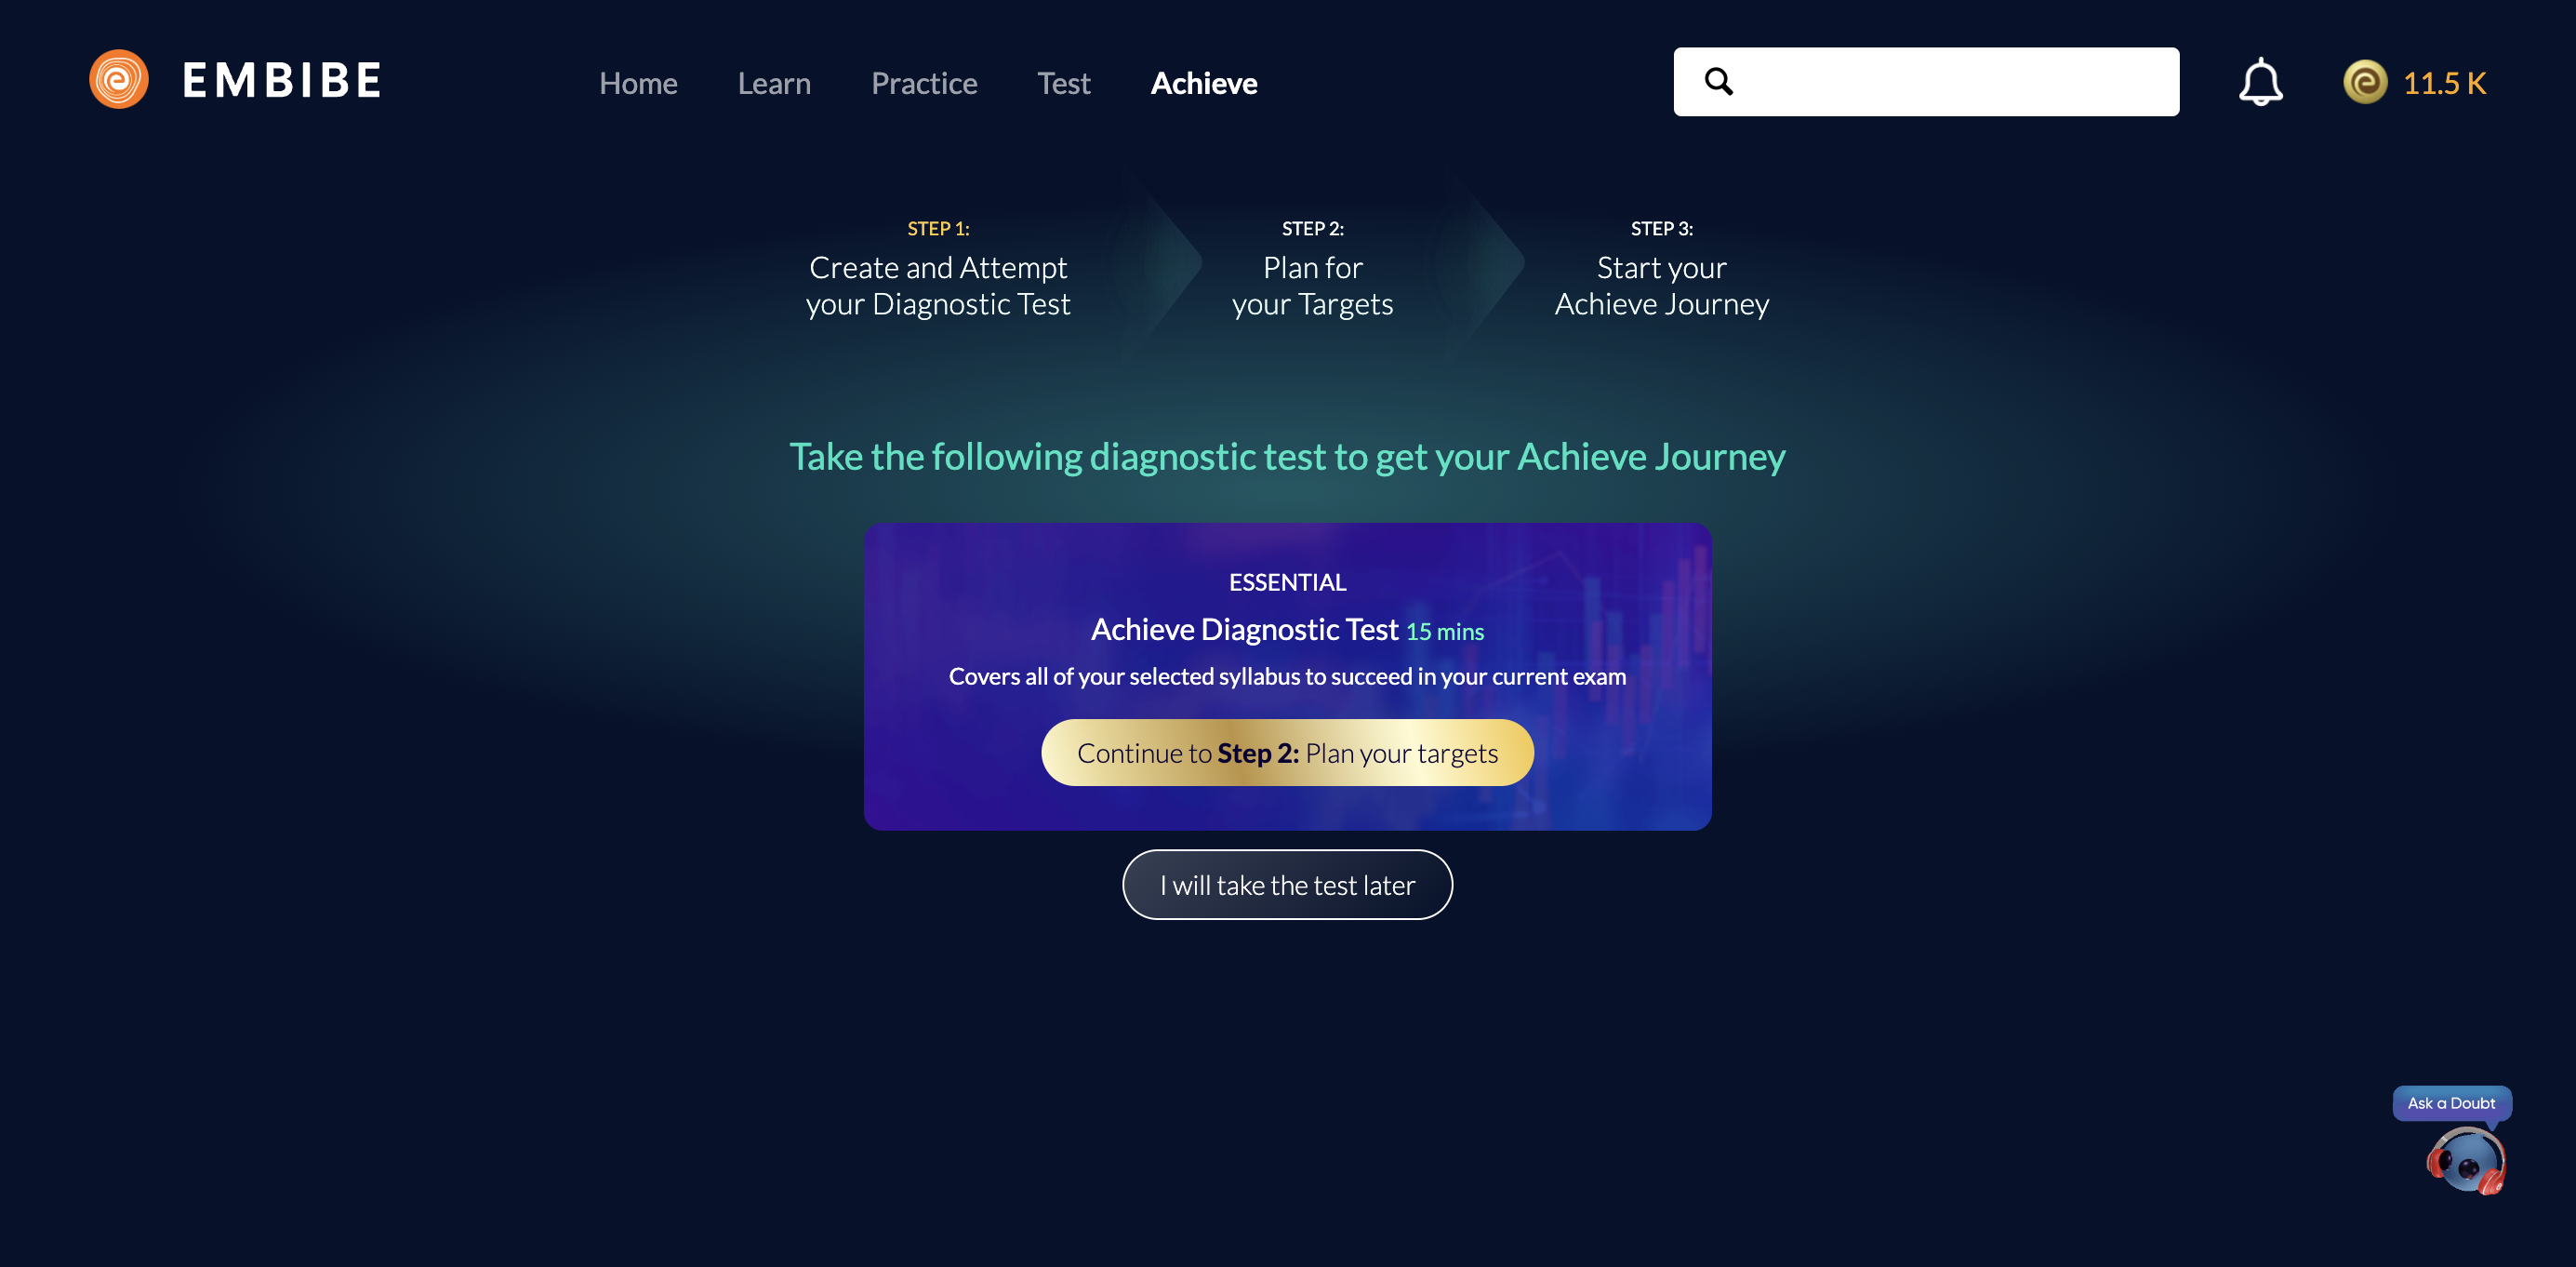 EMBIBE
Home Learn Practice Test Achieve
11.5 K
STEP 1:
Create and Attempt
your Diagnostic Test
STEP 2:
Plan for
your Targets
STEP 3:
Start your
Achieve Journey
Take the following diagnostic test to get your Achieve Journey
ESSENTIAL
Achieve Diagnostic Test 15 mins
Covers all of your selected syllabus to succeed in your current exam
Continue to Step 2: Plan your targets
I will take the test later
Ask a Doubt